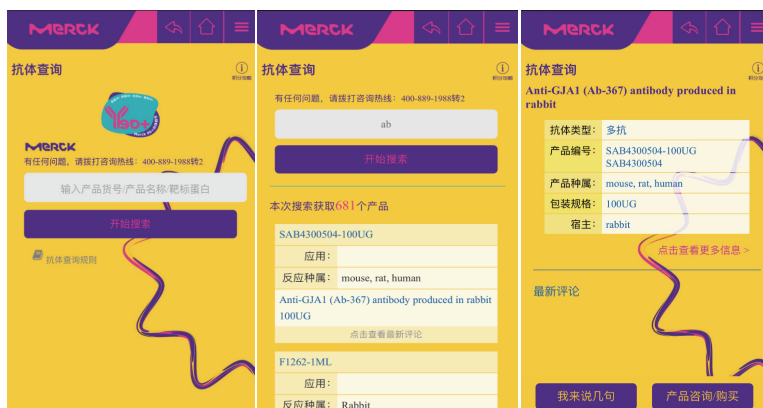 MERCK
抗体查询
积分攻略
Y90+
MERCK
有任何问题，请拨打咨询热线：400-889-1988转2
输入产品货号/产品名称/靶标蛋白
开始搜索
抗体查询规则
MERCK
抗体查询
积分攻略
有任何问题，请拨打咨询热线：400-889-1988转2
ab
开始搜索
本次搜索获取681个产品
SAB4300504-100UG
应用：
反应种属： mouse, rat, human
Anti-GJA1 (Ab-367) antibody produced in rabbit
100UG
点击查看最新评论
F1262-1ML
应用：
反应种属： Rabbit
MERCK
抗体查询
Anti-GJA1 (Ab-367) antibody produced in
rabbit
抗体类型： 多抗
产品编号： SAB4300504-100UG
SAB4300504
产品种属： mouse, rat, human
包装规格： 100UG
宿主： rabbit
点击查看更多信息 >
最新评论
我来说几句
产品咨询/购买